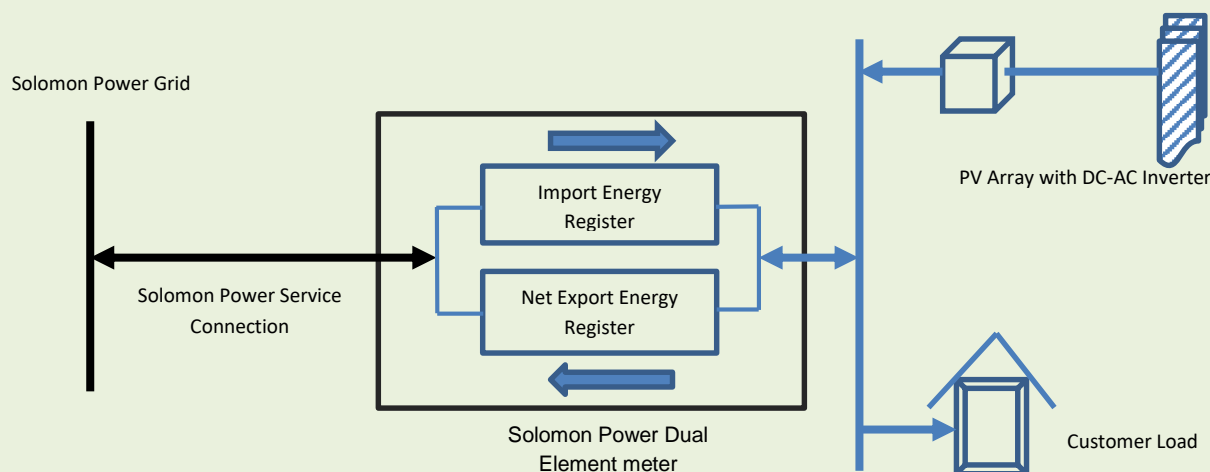 Solomon Power Grid
Import Energy
Register
PV Array with DC-AC Inverter
Solomon Power Service
Connection
Net Export Energy
Register
Solomon Power Dual
Element meter
Customer Load